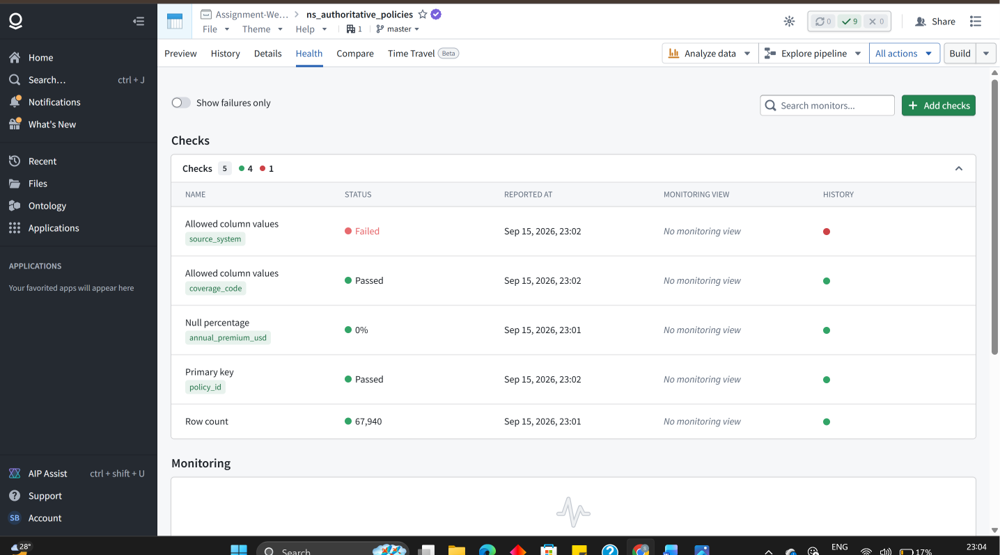 Assignment-We... > ns_authoritative_policies
File Theme Help 1 master
0 9 0
Share
Home
Search… ctrl + J
Notifications
What's New
Recent
Files
Ontology
Applications
APPLICATIONS
Your favorited apps will appear here
AIP Assist ctrl + shift + U
Support
SB Account
Preview History Details Health Compare Time Travel Beta
Analyze data Explore pipeline All actions Build
Show failures only
Search monitors...
+ Add checks
Checks
Checks 5 4 1
NAME STATUS REPORTED AT MONITORING VIEW HISTORY
Allowed column values
source_system
Failed Sep 15, 2026, 23:02 No monitoring view
Allowed column values
coverage_code
Passed Sep 15, 2026, 23:02 No monitoring view
Null percentage
annual_premium_usd
0% Sep 15, 2026, 23:01 No monitoring view
Primary key
policy_id
Passed Sep 15, 2026, 23:02 No monitoring view
Row count 67,940 Sep 15, 2026, 23:01 No monitoring view
Monitoring
28° Search ENG 17% 23:04